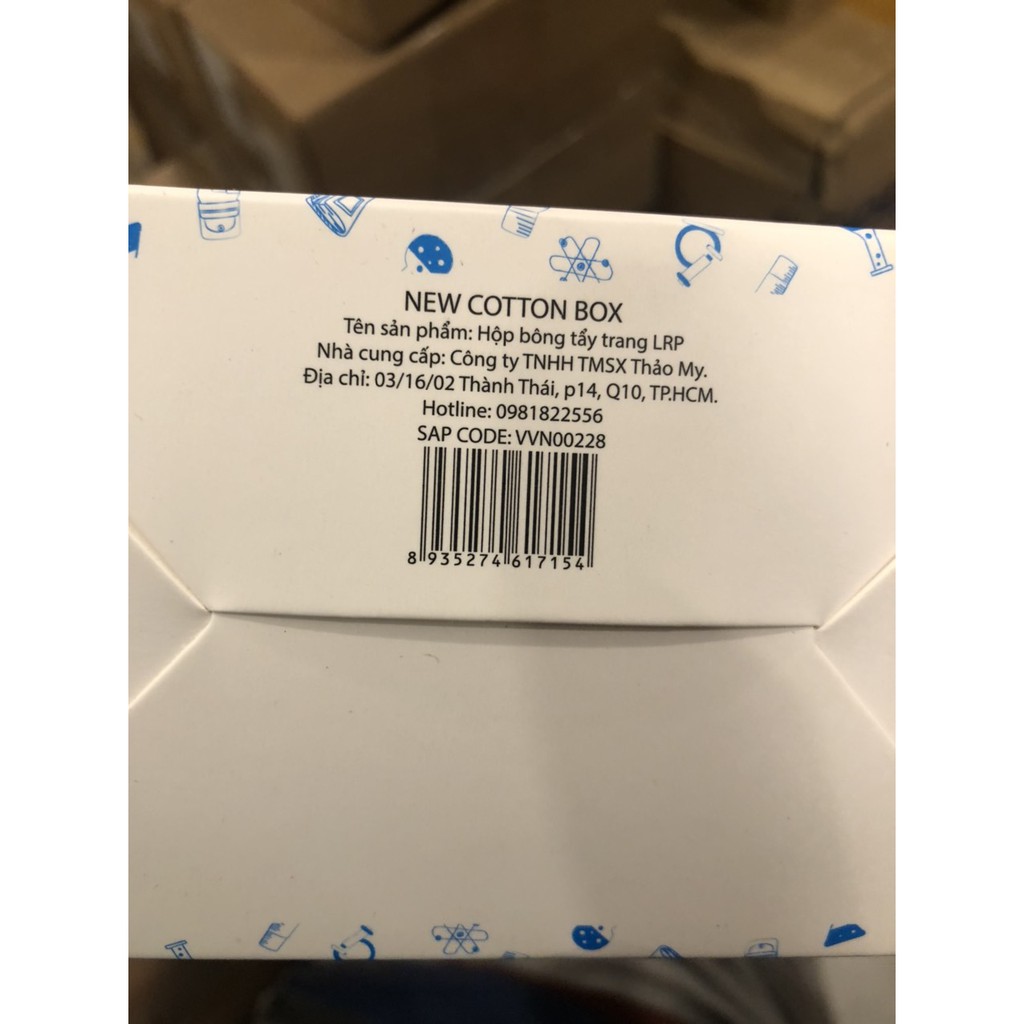 NEW COTTON BOX
Tên sản phẩm: Hộp bông tẩy trang LRP
Nhà cung cấp: Công ty TNHH TMSX Thảo My.
Địa chỉ: 03/16/02 Thành Thái, p14, Q10, TP.HCM.
Hotline: 0981822556
SAP CODE: VVN00228
8 935274 617154